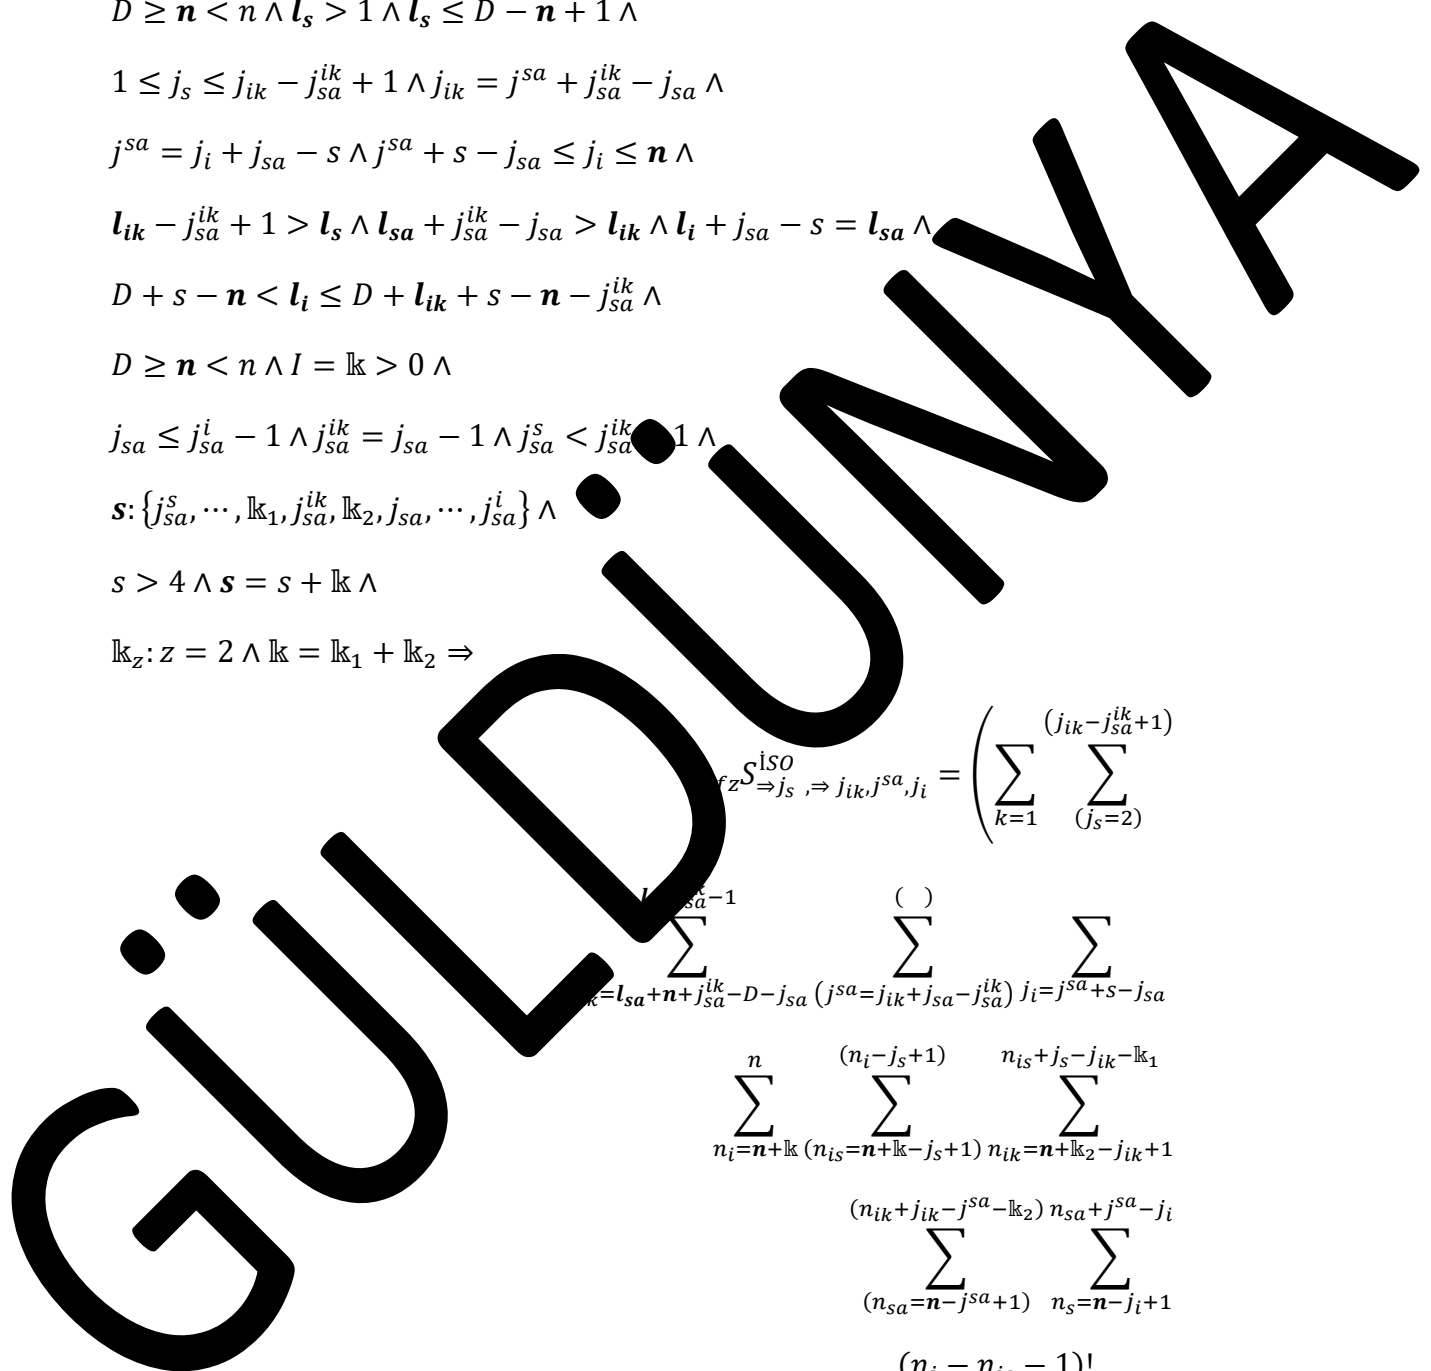 D ≥ n < n ∧ l_s > 1 ∧ l_s ≤ D − n + 1 ∧
1 ≤ j_s ≤ j_{ik} − j_{sa}^{ik} + 1 ∧ j_{ik} = j^{sa} + j_{sa}^{ik} − j_{sa} ∧
j^{sa} = j_i + j_{sa} − s ∧ j^{sa} + s − j_{sa} ≤ j_i ≤ n ∧
l_{ik} − j_{sa}^{ik} + 1 > l_s ∧ l_{sa} + j_{sa}^{ik} − j_{sa} > l_{ik} ∧ l_i + j_{sa} − s = l_{sa} ∧
D + s − n < l_i ≤ D + l_{ik} + s − n − j_{sa}^{ik} ∧
D ≥ n < n ∧ I = 𝕜 > 0 ∧
j_{sa} ≤ j_{sa}^{i} − 1 ∧ j_{sa}^{ik} = j_{sa} − 1 ∧ j_{sa}^{s} < j_{sa}^{ik} 1 ∧
s: {j_{sa}^{s}, ⋯, 𝕜_1, j_{sa}^{ik}, 𝕜_2, j_{sa}, ⋯, j_{sa}^{i}} ∧
s > 4 ∧ s = s + 𝕜 ∧
𝕜_z: z = 2 ∧ 𝕜 = 𝕜_1 + 𝕜_2 ⇒
_{fz}S_{⇒j_s ,⇒ j_{ik}, j^{sa}, j_i}^{İSO} = ( ∑_{k=1} ∑_{(j_s=2)}^{(j_{ik}−j_{sa}^{ik}+1)}
∑_{=l_{sa}+n+j_{sa}^{ik}−D−j_{sa}}^{−1} ∑_{(j^{sa}=j_{ik}+j_{sa}−j_{sa}^{ik})}^{( )} ∑_{j_i=j^{sa}+s−j_{sa}}
∑_{n_i=n+𝕜}^{n} ∑_{(n_{is}=n+𝕜−j_s+1)}^{(n_i−j_s+1)} ∑_{n_{ik}=n+𝕜_2−j_{ik}+1}^{n_{is}+j_s−j_{ik}−𝕜_1}
∑_{(n_{sa}=n−j^{sa}+1)}^{(n_{ik}+j_{ik}−j^{sa}−𝕜_2)} ∑_{n_s=n−j_i+1}^{n_{sa}+j^{sa}−j_i}
(n_i − n_{is} − 1)!
GÜLDÜNYA